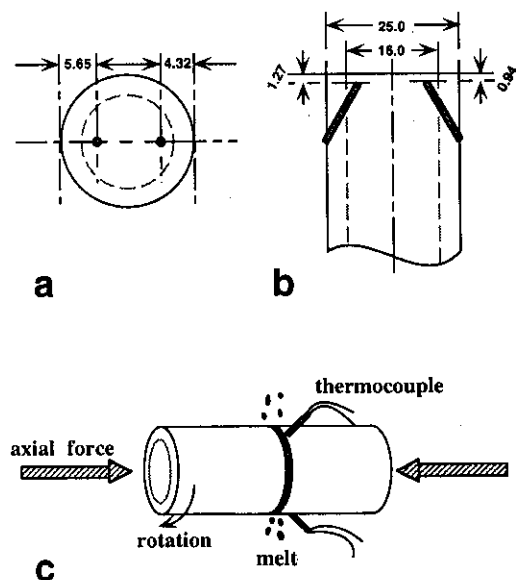 5.65
4.32
a
25.0
16.0
1.27
0.94
b
thermocouple
axial force
rotation
melt
c